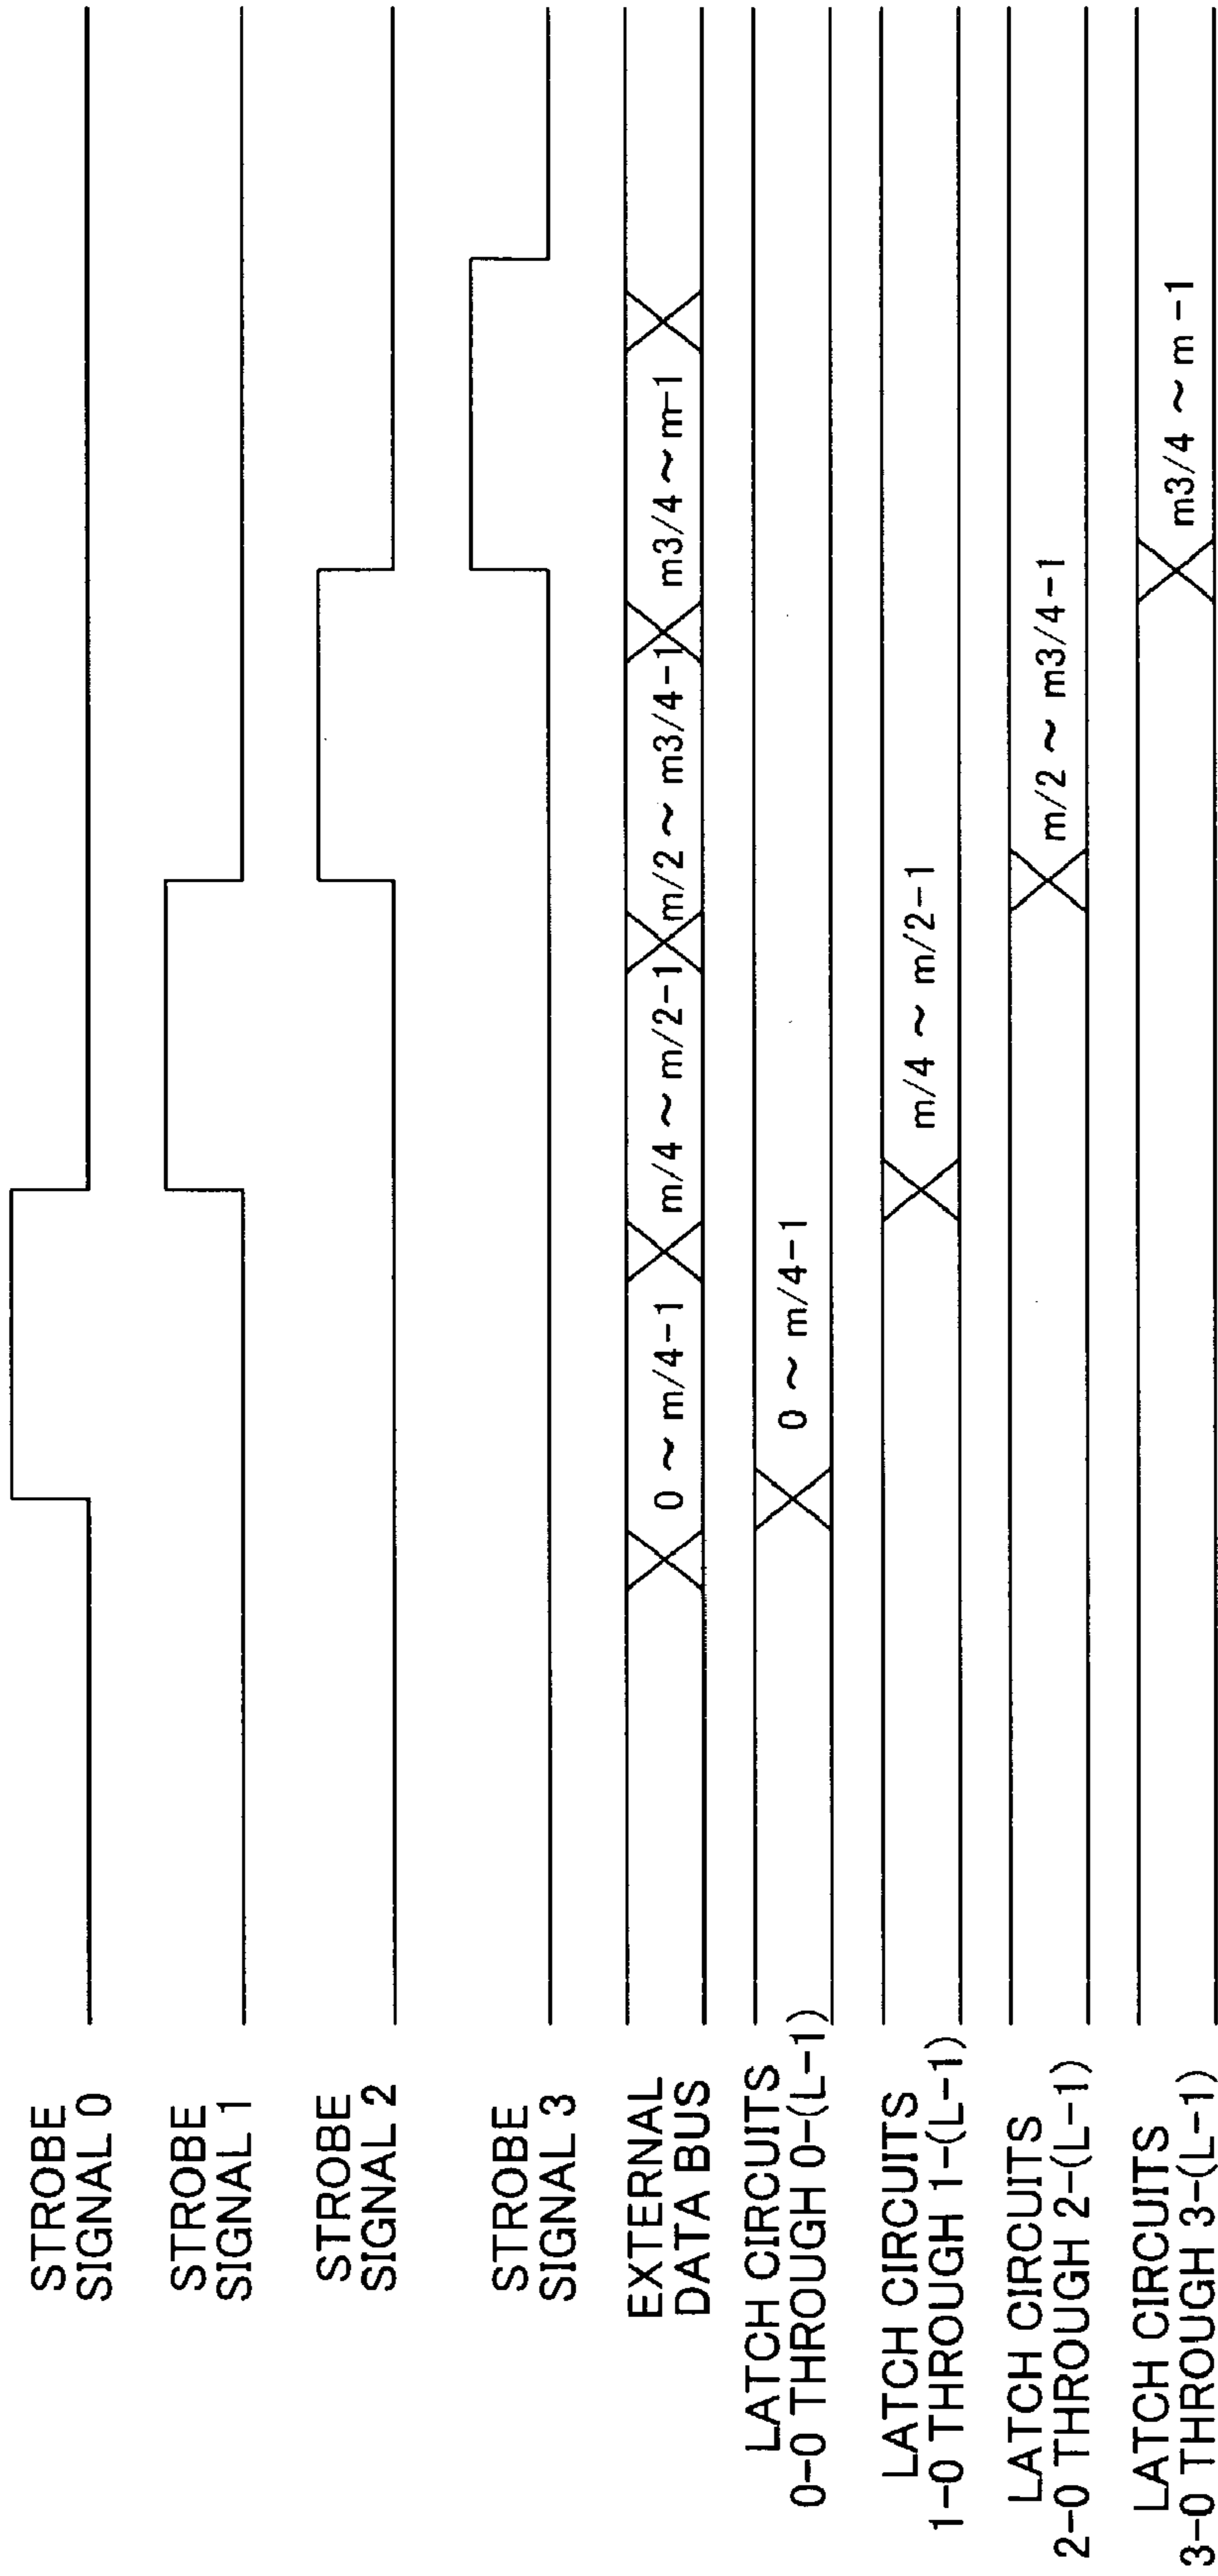 STROBE
SIGNAL 0
STROBE
SIGNAL 1
STROBE
SIGNAL 2
STROBE
SIGNAL 3
EXTERNAL
DATA BUS
0 ~ m/4-1
m/4 ~ m/2-1
m/2 ~ m3/4-1
m3/4 ~ m-1
LATCH CIRCUITS
0-0 THROUGH 0-(L-1)
0 ~ m/4-1
LATCH CIRCUITS
1-0 THROUGH 1-(L-1)
m/4 ~ m/2-1
LATCH CIRCUITS
2-0 THROUGH 2-(L-1)
m/2 ~ m3/4-1
LATCH CIRCUITS
3-0 THROUGH 3-(L-1)
m3/4 ~ m -1